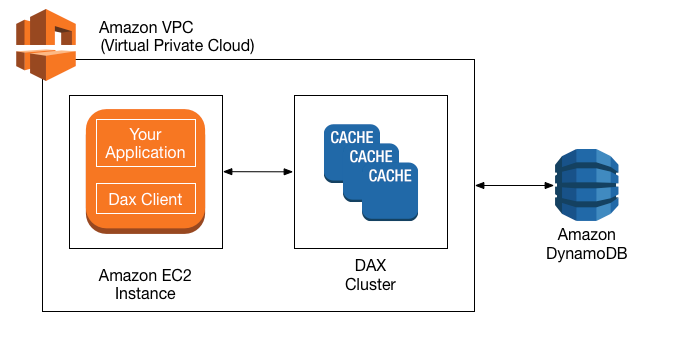 Amazon VPC
(Virtual Private Cloud)
Your
Application
Dax Client
Amazon EC2
Instance
CACHE
CACHE
CACHE
DAX
Cluster
Amazon
DynamoDB